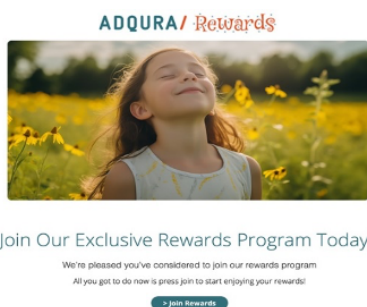 ADQURA/ Rewards
Join Our Exclusive Rewards Program Today
We're pleased you've considered to join our rewards program
All you got to do now is press join to start enjoying your rewards!
> Join Rewards